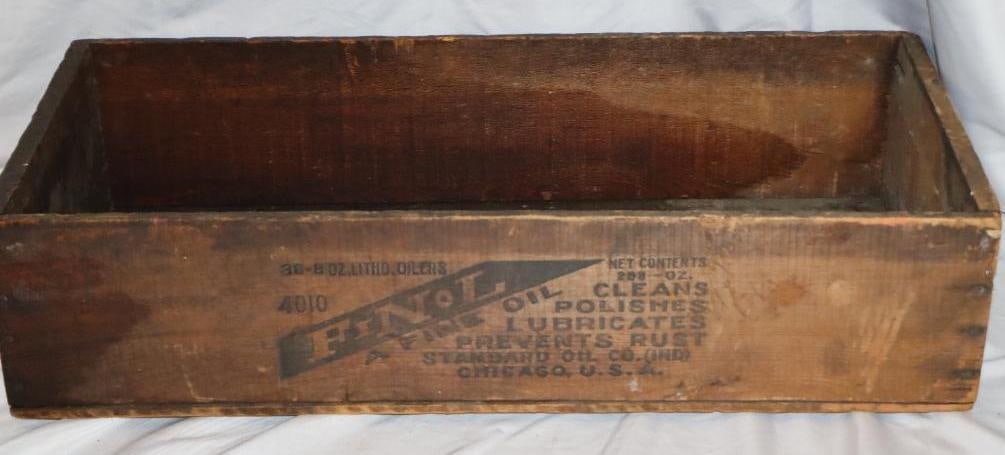 36-8 OZ. LITHO. OILERS
4010
FINOL
A FINE OIL
NET CONTENTS
288-OZ.
CLEANS
POLISHES
LUBRICATES
PREVENTS RUST
STANDARD OIL CO. (IND)
CHICAGO, U.S.A.